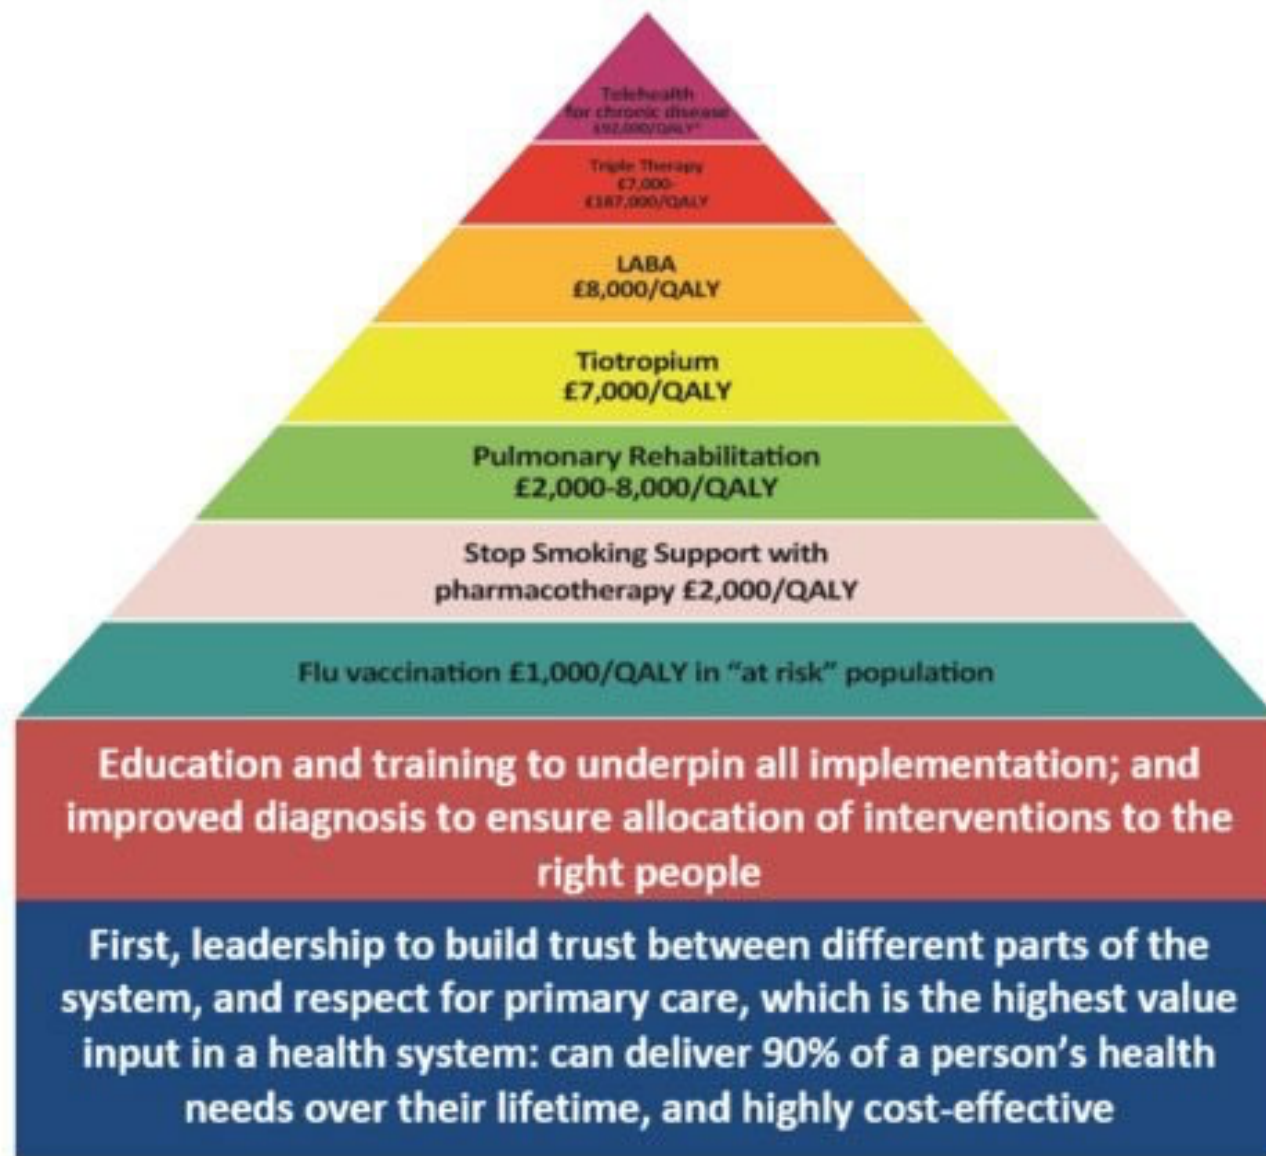 Telehealth
for chronic disease
£92,000/QALY*
Triple Therapy
£7,000-
£187,000/QALY
LABA
£8,000/QALY
Tiotropium
£7,000/QALY
Pulmonary Rehabilitation
£2,000-8,000/QALY
Stop Smoking Support with
pharmacotherapy £2,000/QALY
Flu vaccination £1,000/QALY in “at risk” population
Education and training to underpin all implementation; and
improved diagnosis to ensure allocation of interventions to the
right people
First, leadership to build trust between different parts of the
system, and respect for primary care, which is the highest value
input in a health system: can deliver 90% of a person’s health
needs over their lifetime, and highly cost-effective